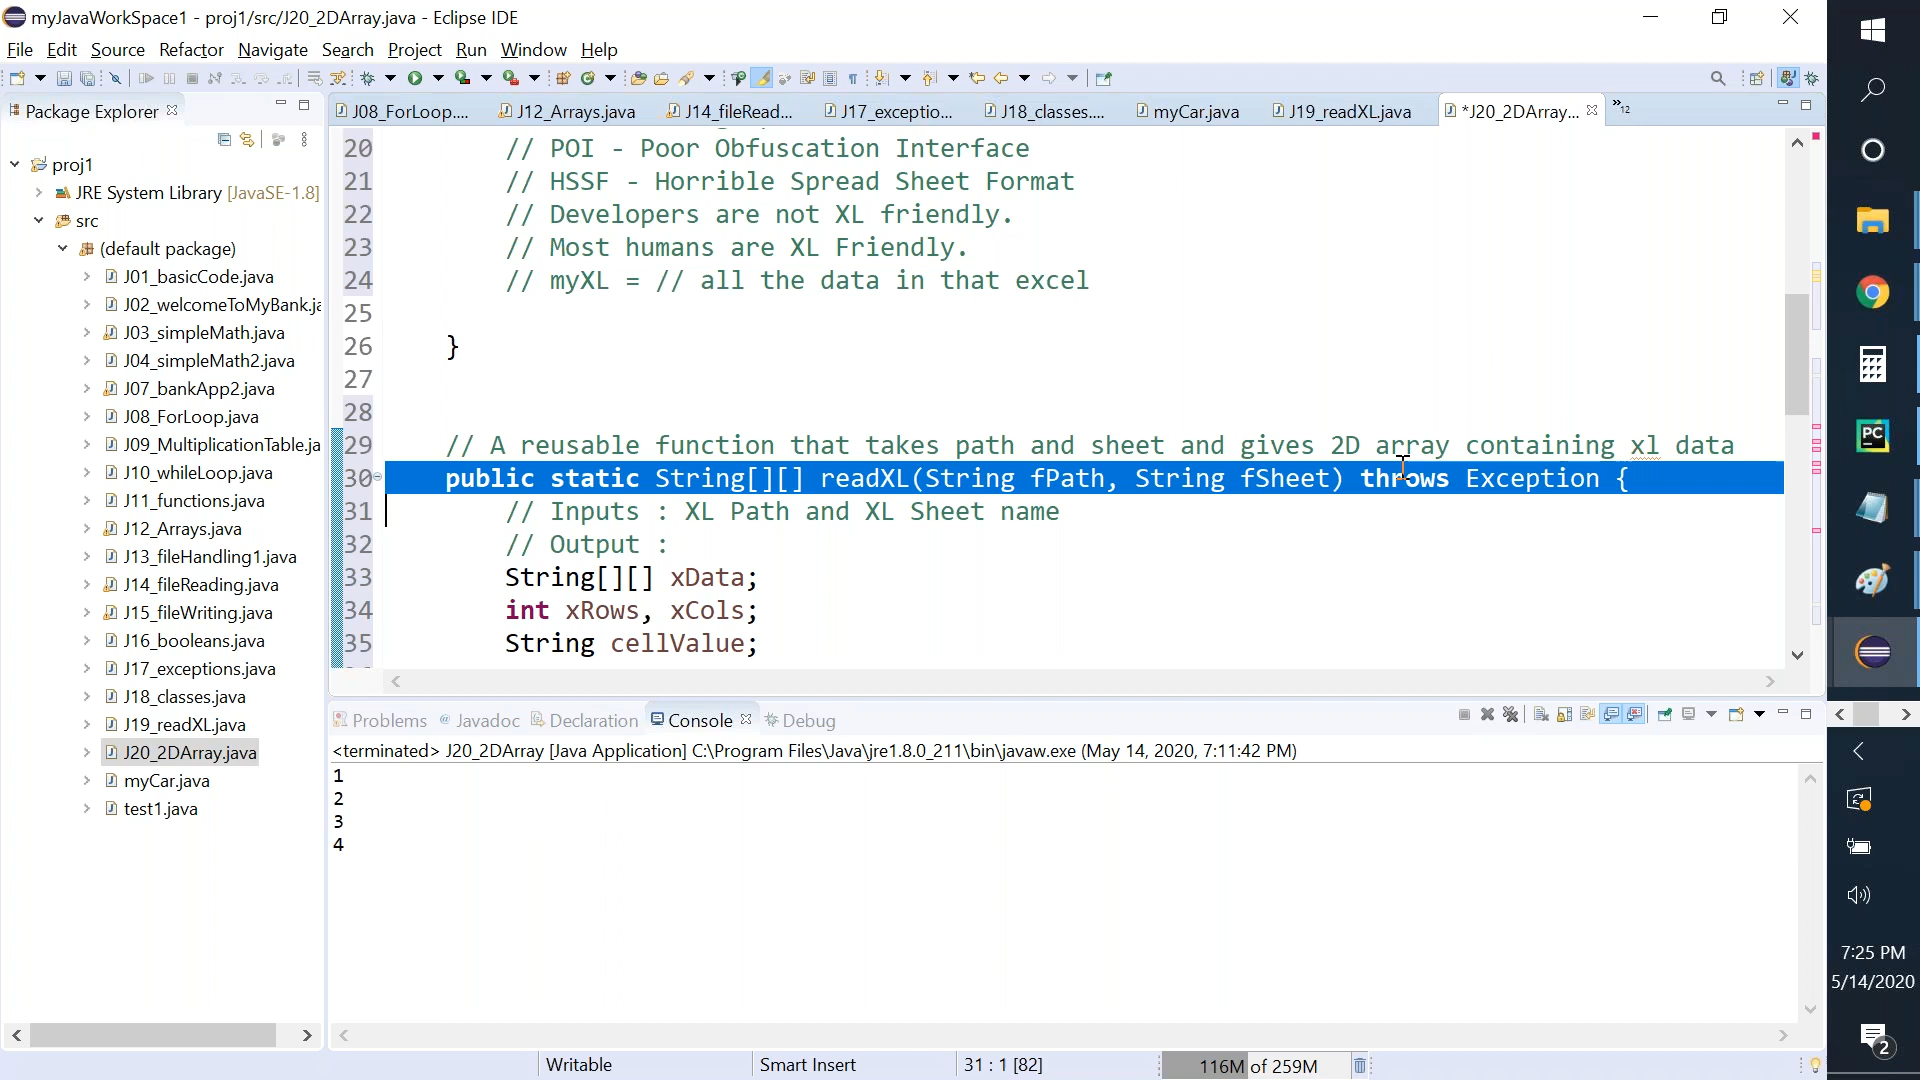 myJavaWorkSpace1 - proj1/src/J20_2DArray.java - Eclipse IDE
File Edit Source Refactor Navigate Search Project Run Window Help
Package Explorer
J08_ForLoop.... J12_Arrays.java J14_fileRead... J17_exceptio... J18_classes.... myCar.java J19_readXL.java *J20_2DArray... »12
proj1
JRE System Library [JavaSE-1.8]
src
(default package)
J01_basicCode.java
J02_welcomeToMyBank.ja
J03_simpleMath.java
J04_simpleMath2.java
J07_bankApp2.java
J08_ForLoop.java
J09_MultiplicationTable.ja
J10_whileLoop.java
J11_functions.java
J12_Arrays.java
J13_fileHandling1.java
J14_fileReading.java
J15_fileWriting.java
J16_booleans.java
J17_exceptions.java
J18_classes.java
J19_readXL.java
J20_2DArray.java
myCar.java
test1.java
20 // POI - Poor Obfuscation Interface
21 // HSSF - Horrible Spread Sheet Format
22 // Developers are not XL friendly.
23 // Most humans are XL Friendly.
24 // myXL = // all the data in that excel
25
26 }
27
28
29 // A reusable function that takes path and sheet and gives 2D array containing xl data
30 public static String[][] readXL(String fPath, String fSheet) throws Exception {
31 // Inputs : XL Path and XL Sheet name
32 // Output :
33 String[][] xData;
34 int xRows, xCols;
35 String cellValue;
Problems Javadoc Declaration Console Debug
<terminated> J20_2DArray [Java Application] C:\Program Files\Java\jre1.8.0_211\bin\javaw.exe (May 14, 2020, 7:11:42 PM)
1
2
3
4
Writable Smart Insert 31 : 1 [82] 116M of 259M
PC
7:25 PM
5/14/2020
2